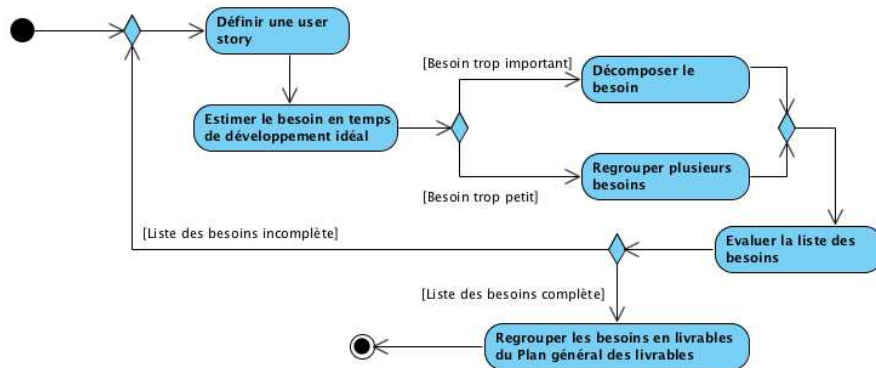 Définir une user
story
[Besoin trop important]
Décomposer le
besoin
Estimer le besoin en temps
de développement idéal
Regrouper plusieurs
besoins
[Besoin trop petit]
[Liste des besoins incomplète]
Evaluer la liste des
besoins
[Liste des besoins complète]
Regrouper les besoins en livrables
du Plan général des livrables